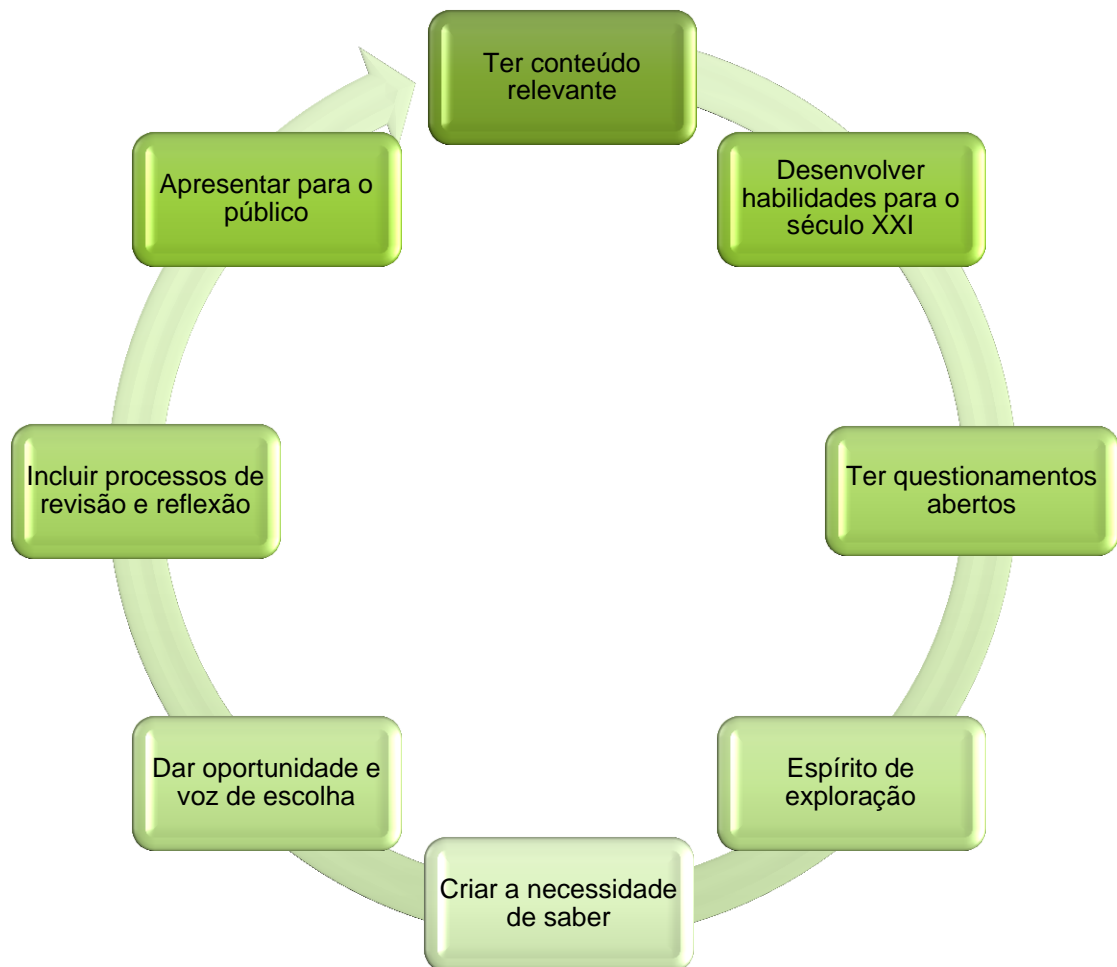 Ter conteúdo
relevante
Desenvolver
habilidades para o
século XXI
Ter questionamentos
abertos
Espírito de
exploração
Criar a necessidade
de saber
Dar oportunidade e
voz de escolha
Incluir processos de
revisão e reflexão
Apresentar para o
público